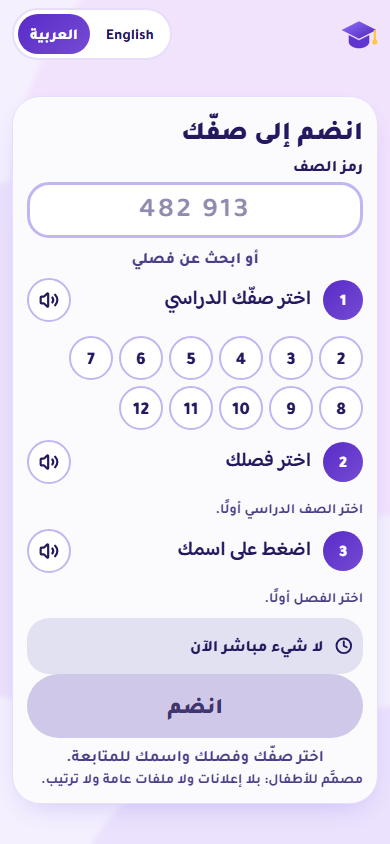 العربية English
انضم إلى صفّك
رمز الصف
482 913
أو ابحث عن فصلي
1 اختر صفّك الدراسي
2 3 4 5 6 7
8 9 10 11 12
2 اختر فصلك
اختر الصف الدراسي أولًا.
3 اضغط على اسمك
اختر الفصل أولًا.
لا شيء مباشر الآن
انضم
اختر صفّك وفصلك واسمك للمتابعة.
مصمَّم للأطفال: بلا إعلانات ولا ملفات عامة ولا ترتيب.